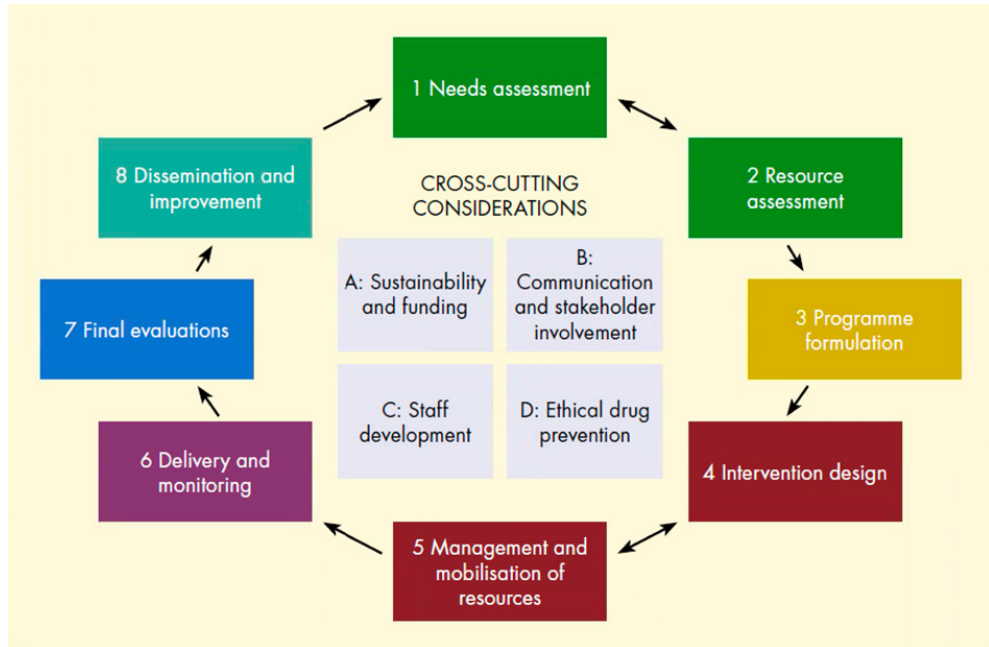 1 Needs assessment
2 Resource
assessment
3 Programme
formulation
4 Intervention design
5 Management and
mobilisation of
resources
6 Delivery and
monitoring
7 Final evaluations
8 Dissemination and
improvement
CROSS-CUTTING
CONSIDERATIONS
A: Sustainability
and funding
B:
Communication
and stakeholder
involvement
C: Staff
development
D: Ethical drug
prevention